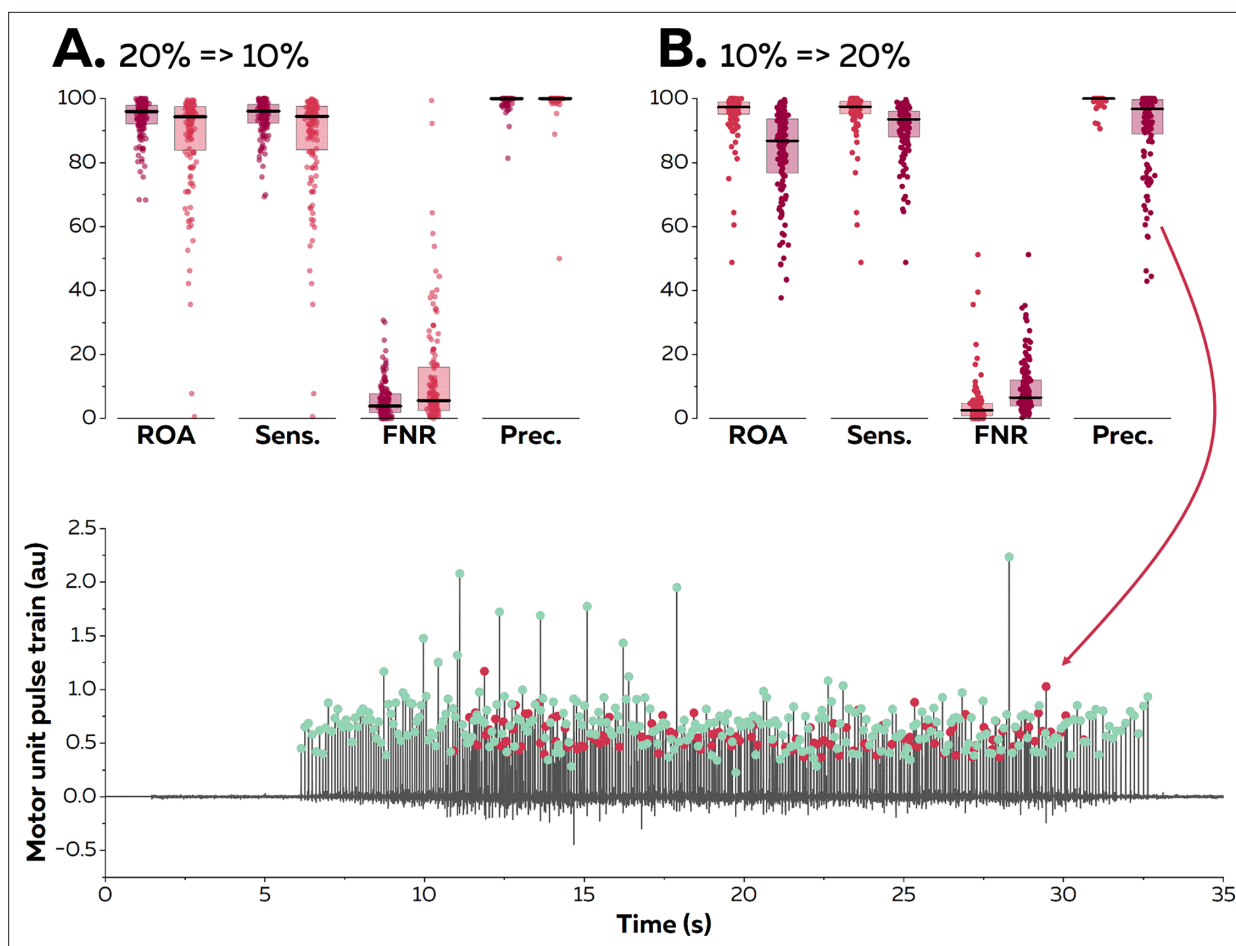 A. 20% => 10%
B. 10% => 20%
100
80
60
40
20
0
ROA Sens. FNR Prec.
100
80
60
40
20
0
ROA Sens. FNR Prec.
Motor unit pulse train (au)
2.5
2.0
1.5
1.0
0.5
0.0
−0.5
0 5 10 15 20 25 30 35
Time (s)